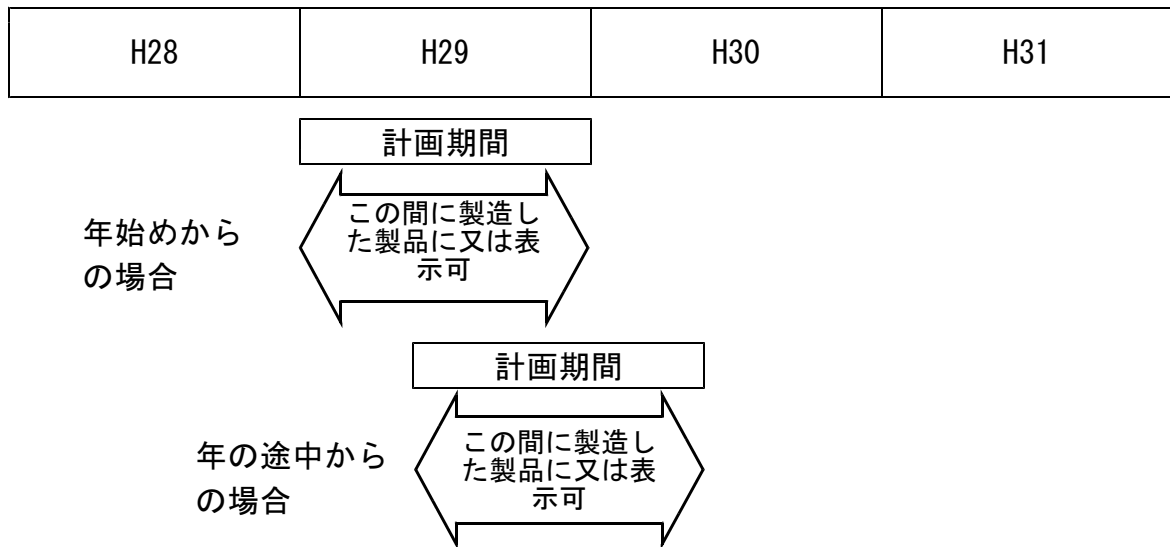 H28 H29 H30 H31
計画期間
年始めから
の場合
この間に製造し
た製品に又は表
示可
計画期間
年の途中から
の場合
この間に製造し
た製品に又は表
示可